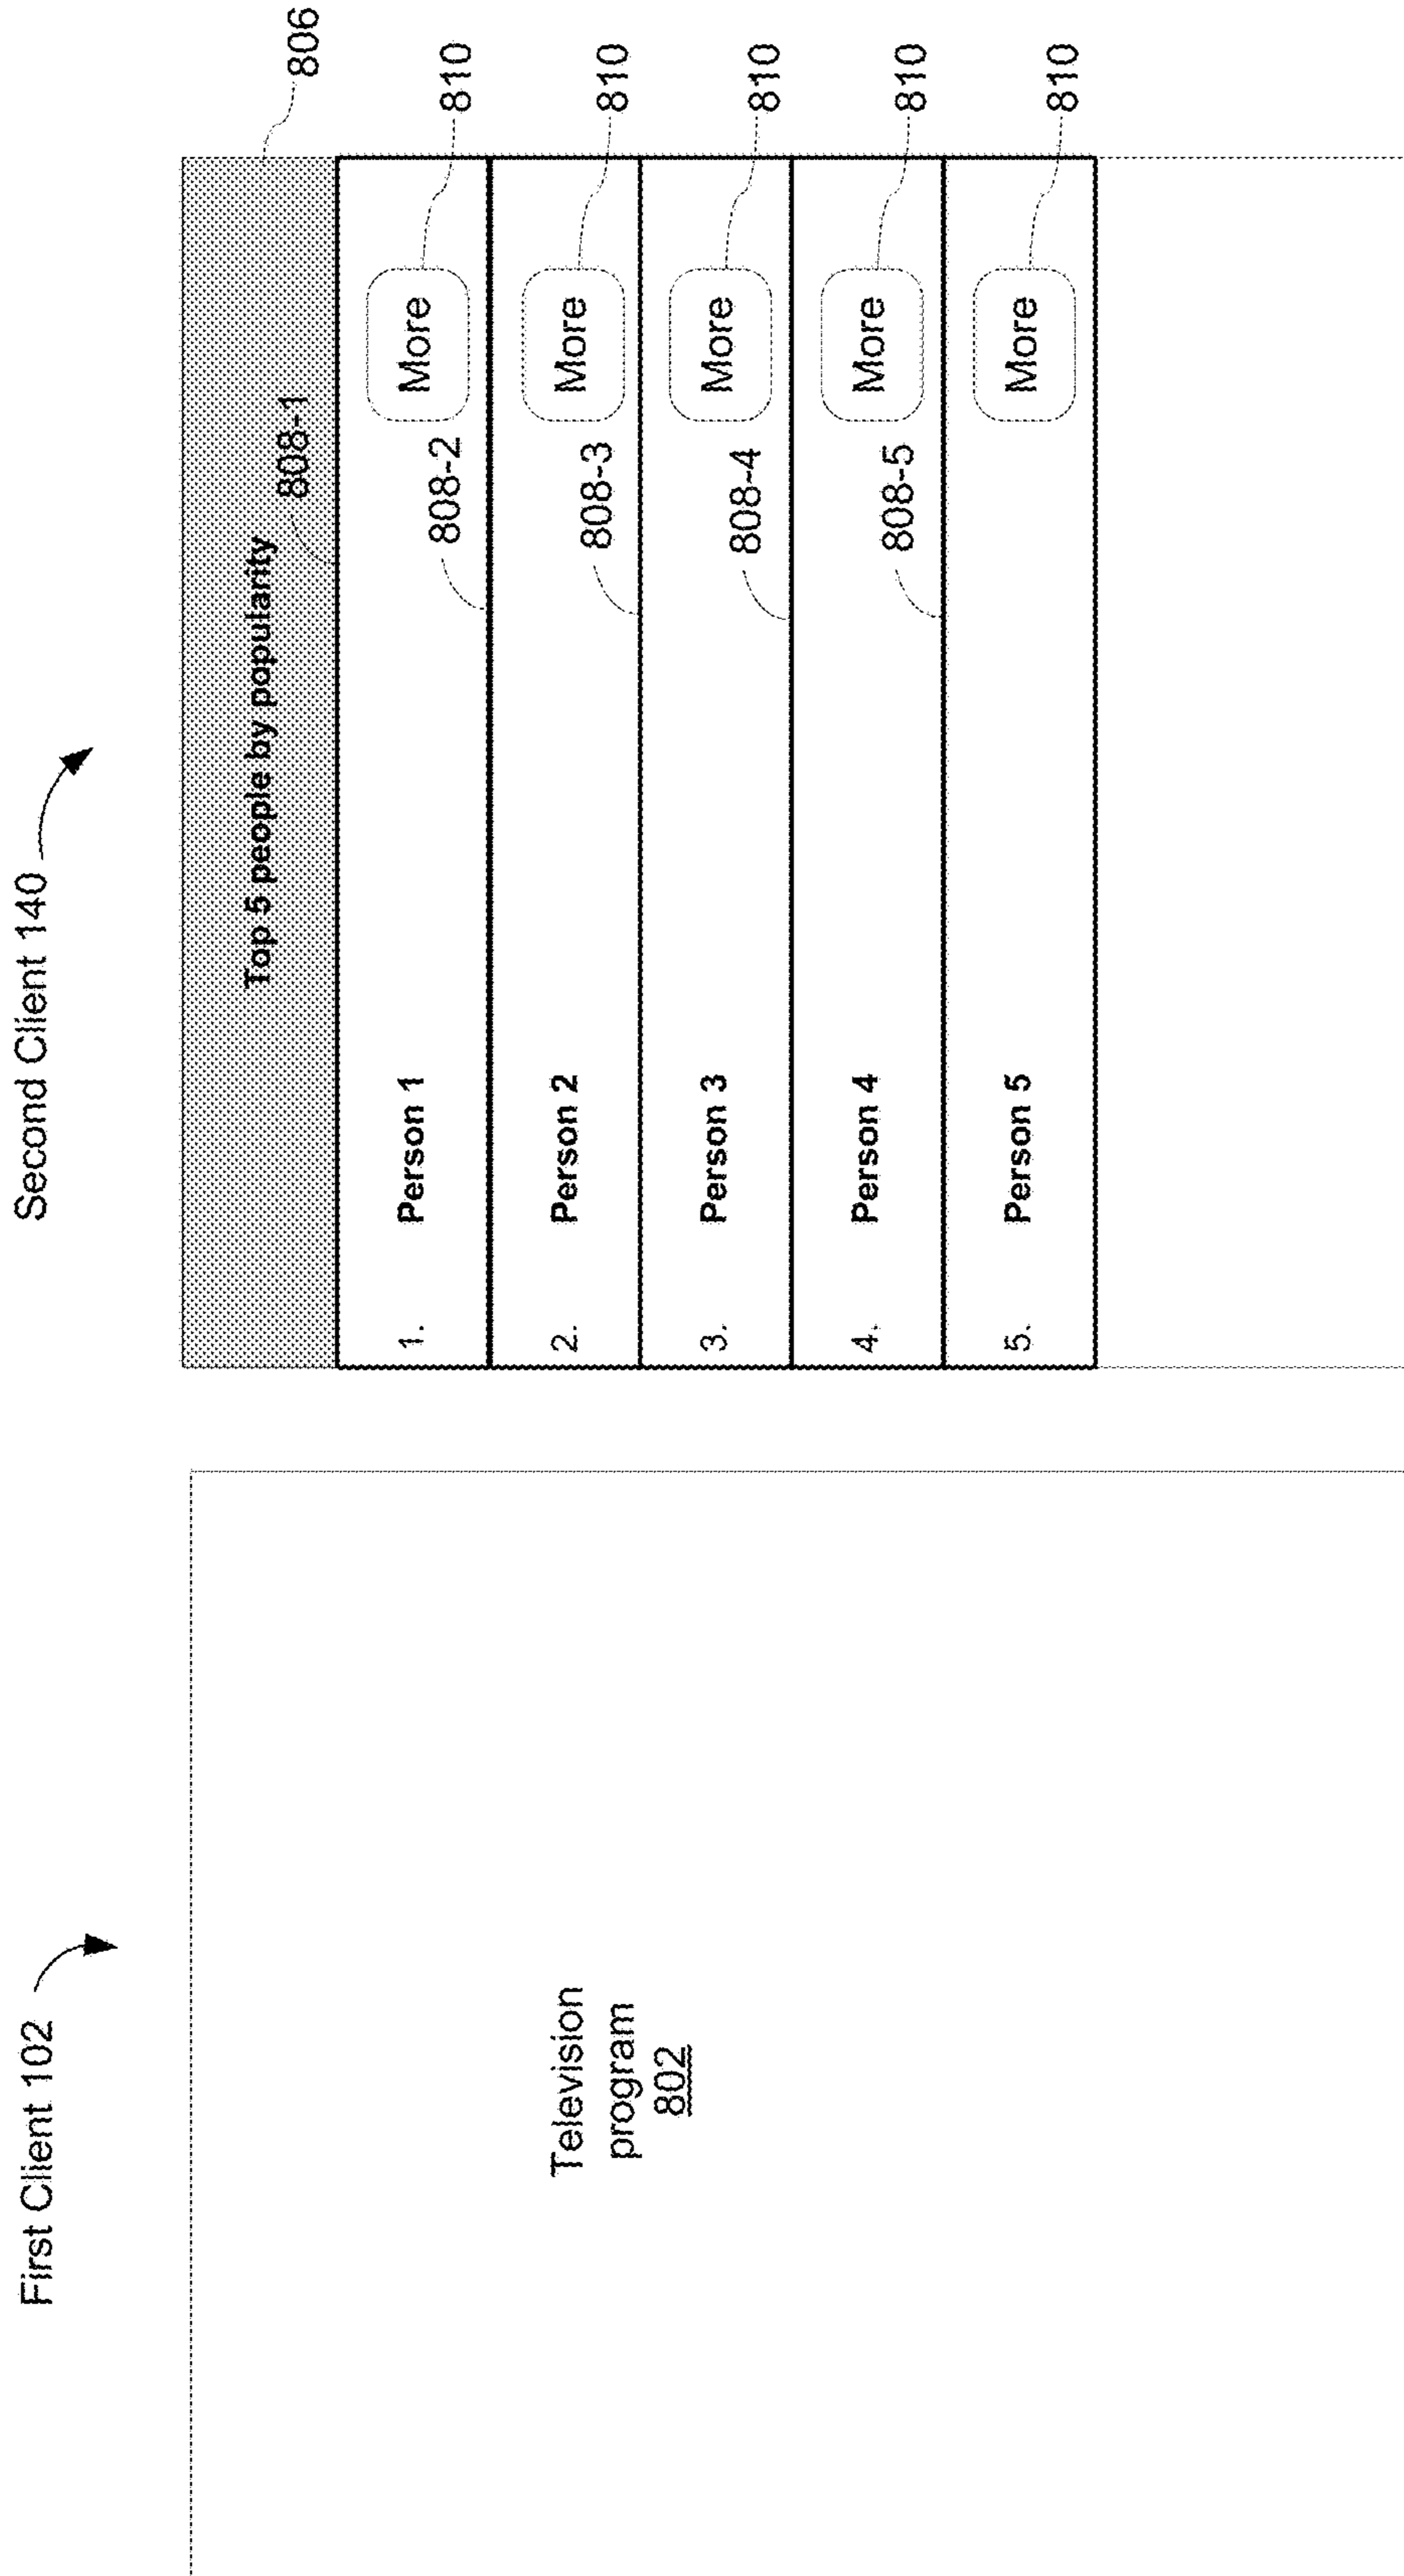 First Client 102
Television
program
802
Second Client 140
806
Top 5 people by popularity
808-1
1. Person 1 More 810
808-2
2. Person 2 More 810
808-3
3. Person 3 More 810
808-4
4. Person 4 More 810
808-5
5. Person 5 More 810